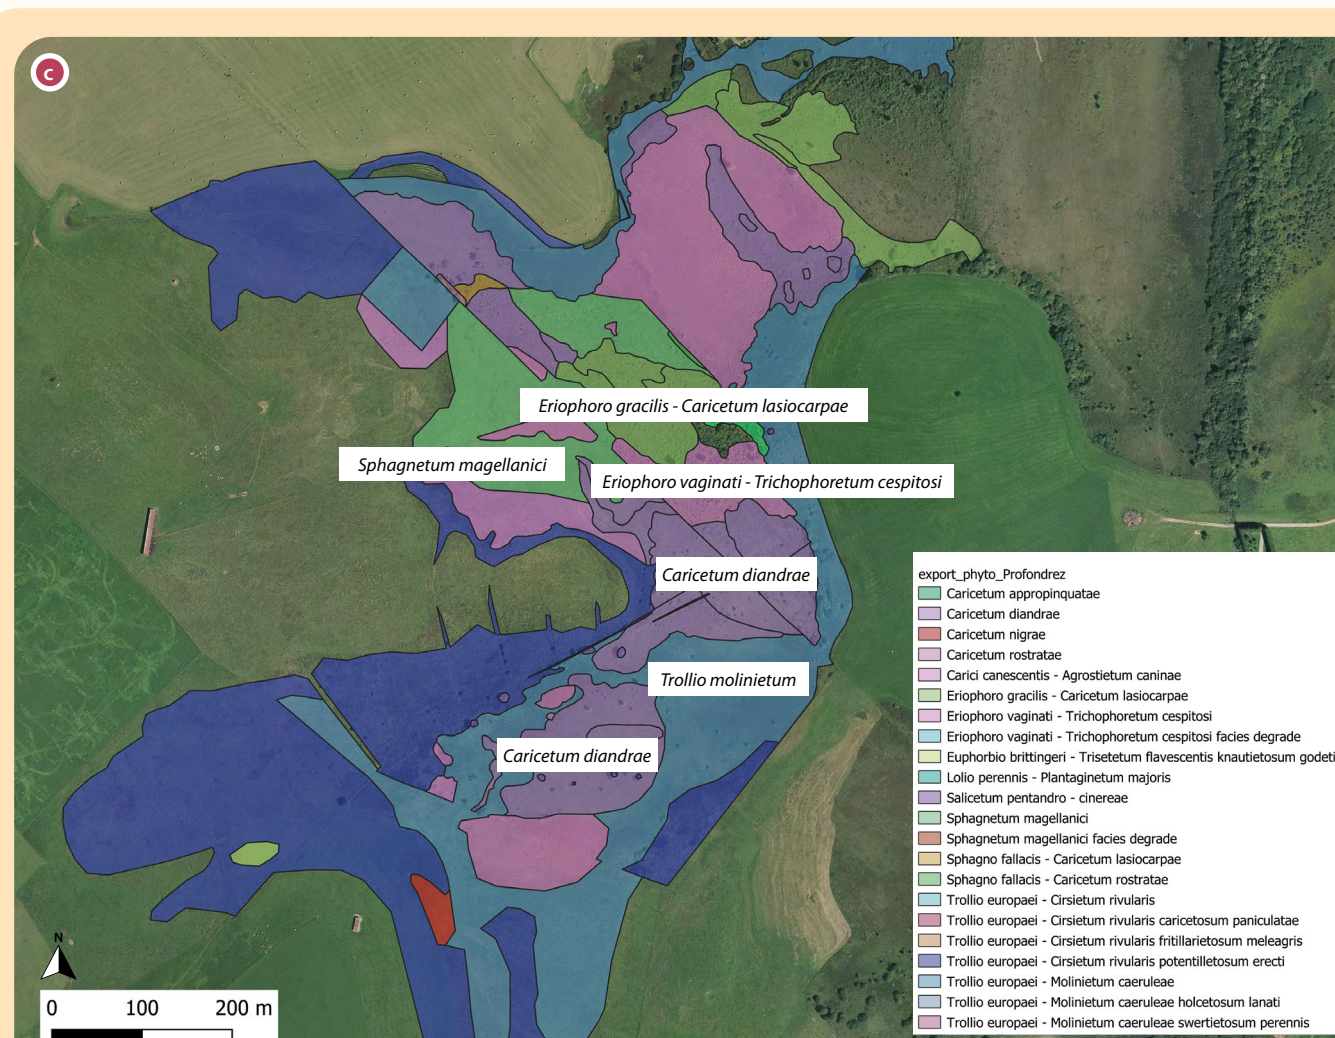 C
Eriophoro gracilis - Caricetum lasiocarpae
Sphagnetum magellanici
Eriophoro vaginati - Trichophoretum cespitosi
Caricetum diandrae
Trollio molinietum
Caricetum diandrae
export_phyto_Profondrez
Caricetum appropinquatae
Caricetum diandrae
Caricetum nigrae
Caricetum rostratae
Carici canescentis - Agrostietum caninae
Eriophoro gracilis - Caricetum lasiocarpae
Eriophoro vaginati - Trichophoretum cespitosi
Eriophoro vaginati - Trichophoretum cespitosi facies degrade
Euphorbio brittingeri - Trisetetum flavescentis knautietosum godeti
Lolio perennis - Plantaginetum majoris
Salicetum pentandro - cinereae
Sphagnetum magellanici
Sphagnetum magellanici facies degrade
Sphagno fallacis - Caricetum lasiocarpae
Sphagno fallacis - Caricetum rostratae
Trollio europaei - Cirsietum rivularis
Trollio europaei - Cirsietum rivularis caricetosum paniculatae
Trollio europaei - Cirsietum rivularis fritillarietosum meleagris
Trollio europaei - Cirsietum rivularis potentilletosum erecti
Trollio europaei - Molinietum caeruleae
Trollio europaei - Molinietum caeruleae holcetosum lanati
Trollio europaei - Molinietum caeruleae swertietosum perennis
N
0 100 200 m